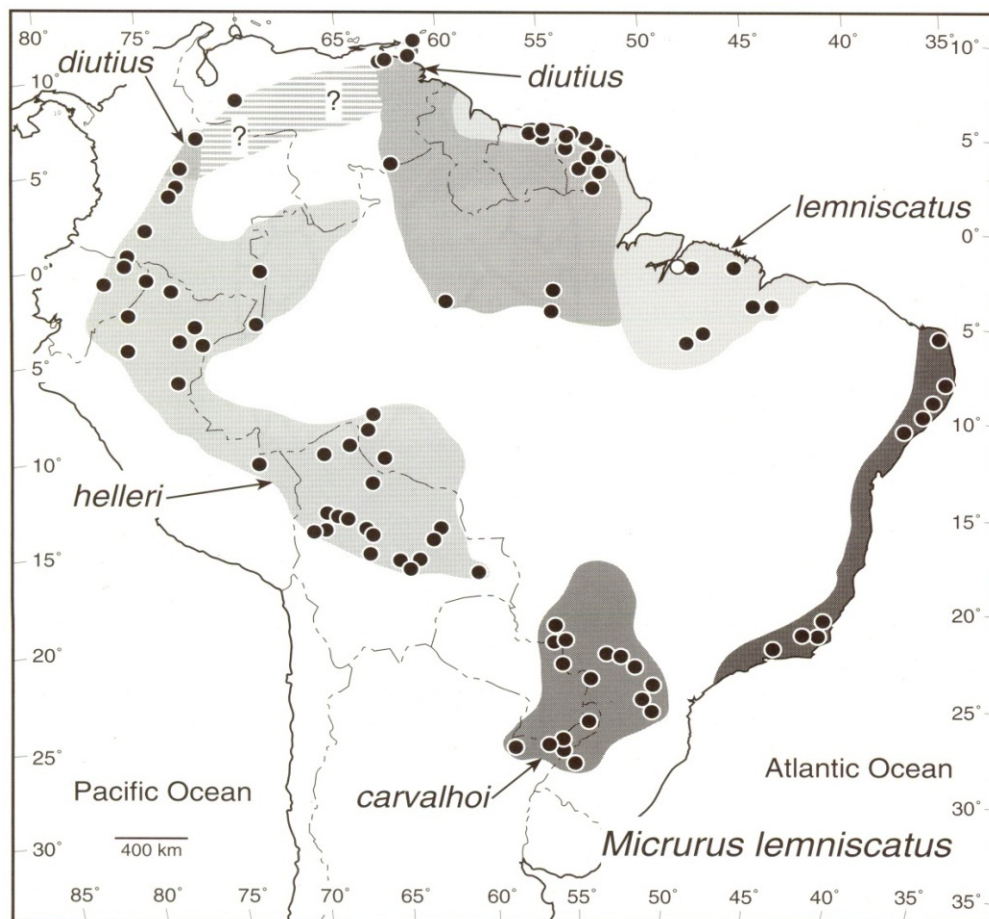 80° 75° 65° 60° 55° 50° 45° 40° 35°
diutius
diutius
10° 10°
?
?
5° 5°
lemniscatus
0° 0°
5° 5°
10° 10°
helleri
15° 15°
20° 20°
25° 25°
carvalhoi
Pacific Ocean
Atlantic Ocean
400 km
Micrurus lemniscatus
30° 30°
85° 80° 75° 70° 65° 60° 55° 50° 45° 40° 35°
35°